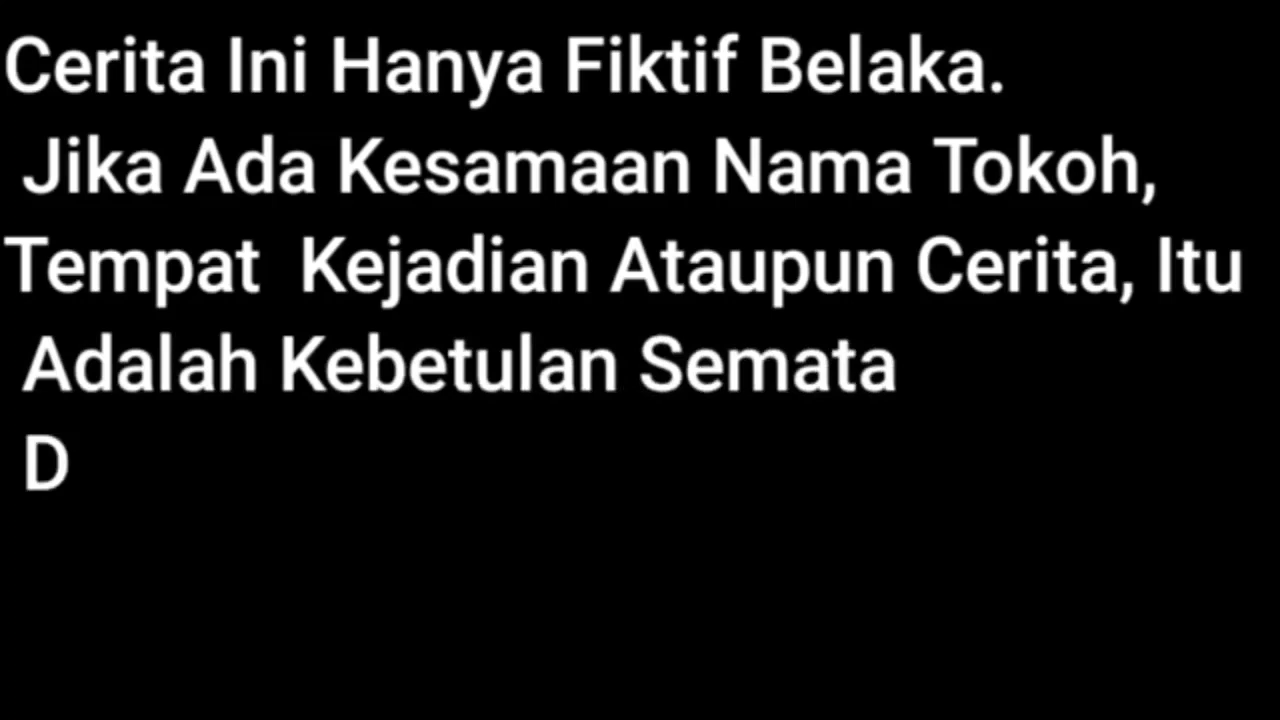 Cerita Ini Hanya Fiktif Belaka.
Jika Ada Kesamaan Nama Tokoh,
Tempat  Kejadian Ataupun Cerita, Itu
Adalah Kebetulan Semata
D